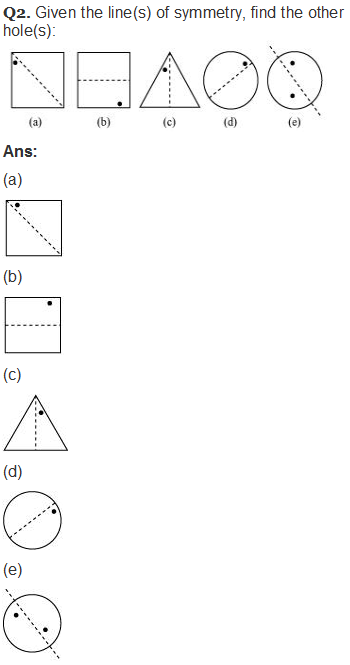 Q2. Given the line(s) of symmetry, find the other
hole(s):
(a) (b) (c) (d) (e)
Ans:
(a)
(b)
(c)
(d)
(e)